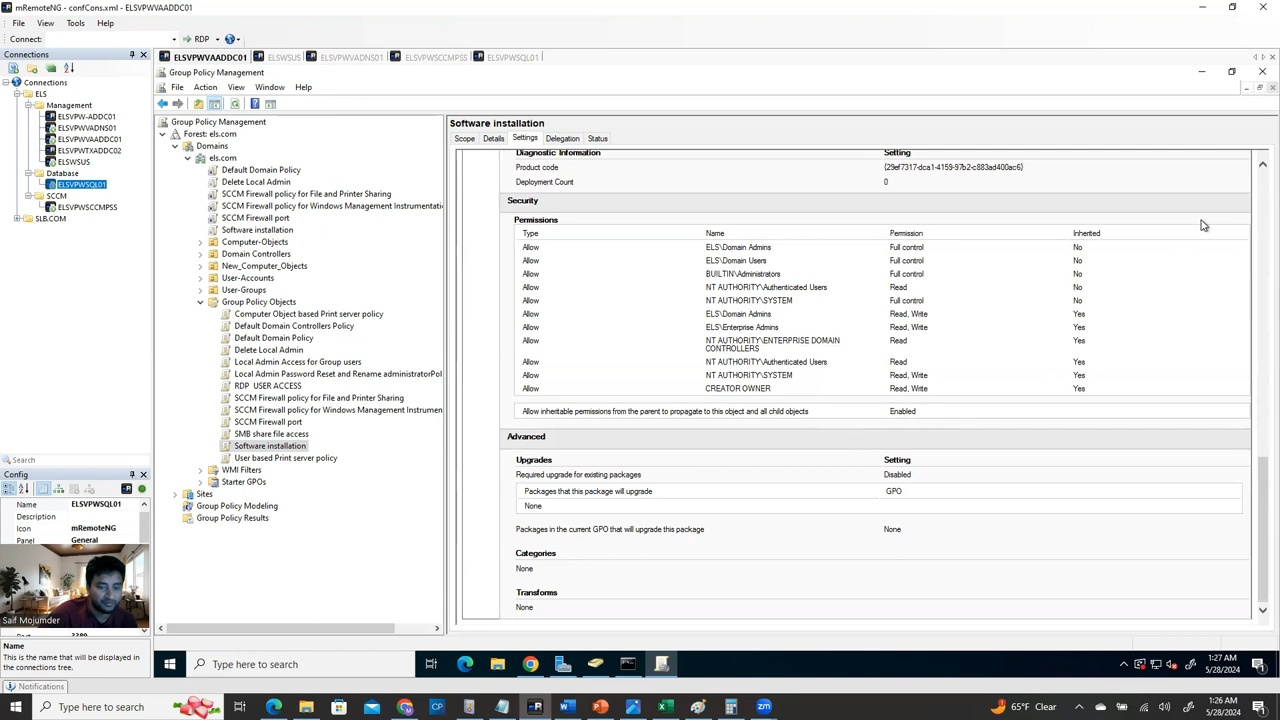 mRemoteNG - confCons.xml - ELSVPWVAADDC01
File View Tools Help
Connect: RDP
Connections
Connections
ELS
Management
ELSVPW-ADDC01
ELSVPWVADNS01
ELSVPWVAADDC01
ELSVPWTXADDC02
ELSWSUS
Database
ELSVPWSQL01
SCCM
ELSVPWSCCMPSS
SLB.COM
Search
Config
Name ELSVPWSQL01
Description
Icon mRemoteNG
Panel General
Saif Mojumder
Port 3389
Name
This is the name that will be displayed in the connections tree.
Notifications
ELSVPWVAADDC01 ELSWSUS ELSVPWVADNS01 ELSVPWSCCMPSS ELSVPWSQL01
Group Policy Management
File Action View Window Help
Group Policy Management
Forest: els.com
Domains
els.com
Default Domain Policy
Delete Local Admin
SCCM Firewall policy for File and Printer Sharing
SCCM Firewall policy for Windows Management Instrumentati
SCCM Firewall port
Software installation
Computer-Objects
Domain Controllers
New_Computer_Objects
User-Accounts
User-Groups
Group Policy Objects
Computer Object based Print server policy
Default Domain Controllers Policy
Default Domain Policy
Delete Local Admin
Local Admin Access for Group users
Local Admin Password Reset and Rename administratorPol
RDP USER ACCESS
SCCM Firewall policy for File and Printer Sharing
SCCM Firewall policy for Windows Management Instrumen
SCCM Firewall port
SMB share file access
Software installation
User based Print server policy
WMI Filters
Starter GPOs
Sites
Group Policy Modeling
Group Policy Results
Software installation
Scope Details Settings Delegation Status
Diagnostic Information Setting
Product code {29ef7317-dca1-4159-97b2-c883ad400ac6}
Deployment Count 0
Security
Permissions
Type Name Permission Inherited
Allow ELS\Domain Admins Full control No
Allow ELS\Domain Users Full control No
Allow BUILTIN\Administrators Full control No
Allow NT AUTHORITY\Authenticated Users Read No
Allow NT AUTHORITY\SYSTEM Full control No
Allow ELS\Domain Admins Read, Write Yes
Allow ELS\Enterprise Admins Read, Write Yes
Allow NT AUTHORITY\ENTERPRISE DOMAIN CONTROLLERS Read Yes
Allow NT AUTHORITY\Authenticated Users Read Yes
Allow NT AUTHORITY\SYSTEM Read, Write Yes
Allow CREATOR OWNER Read, Write Yes
Allow inheritable permissions from the parent to propagate to this object and all child objects Enabled
Advanced
Upgrades Setting
Required upgrade for existing packages Disabled
Packages that this package will upgrade GPO
None
Packages in the current GPO that will upgrade this package None
Categories
None
Transforms
None
Type here to search
1:27 AM
5/28/2024
Type here to search
65°F Clear
1:26 AM
5/28/2024